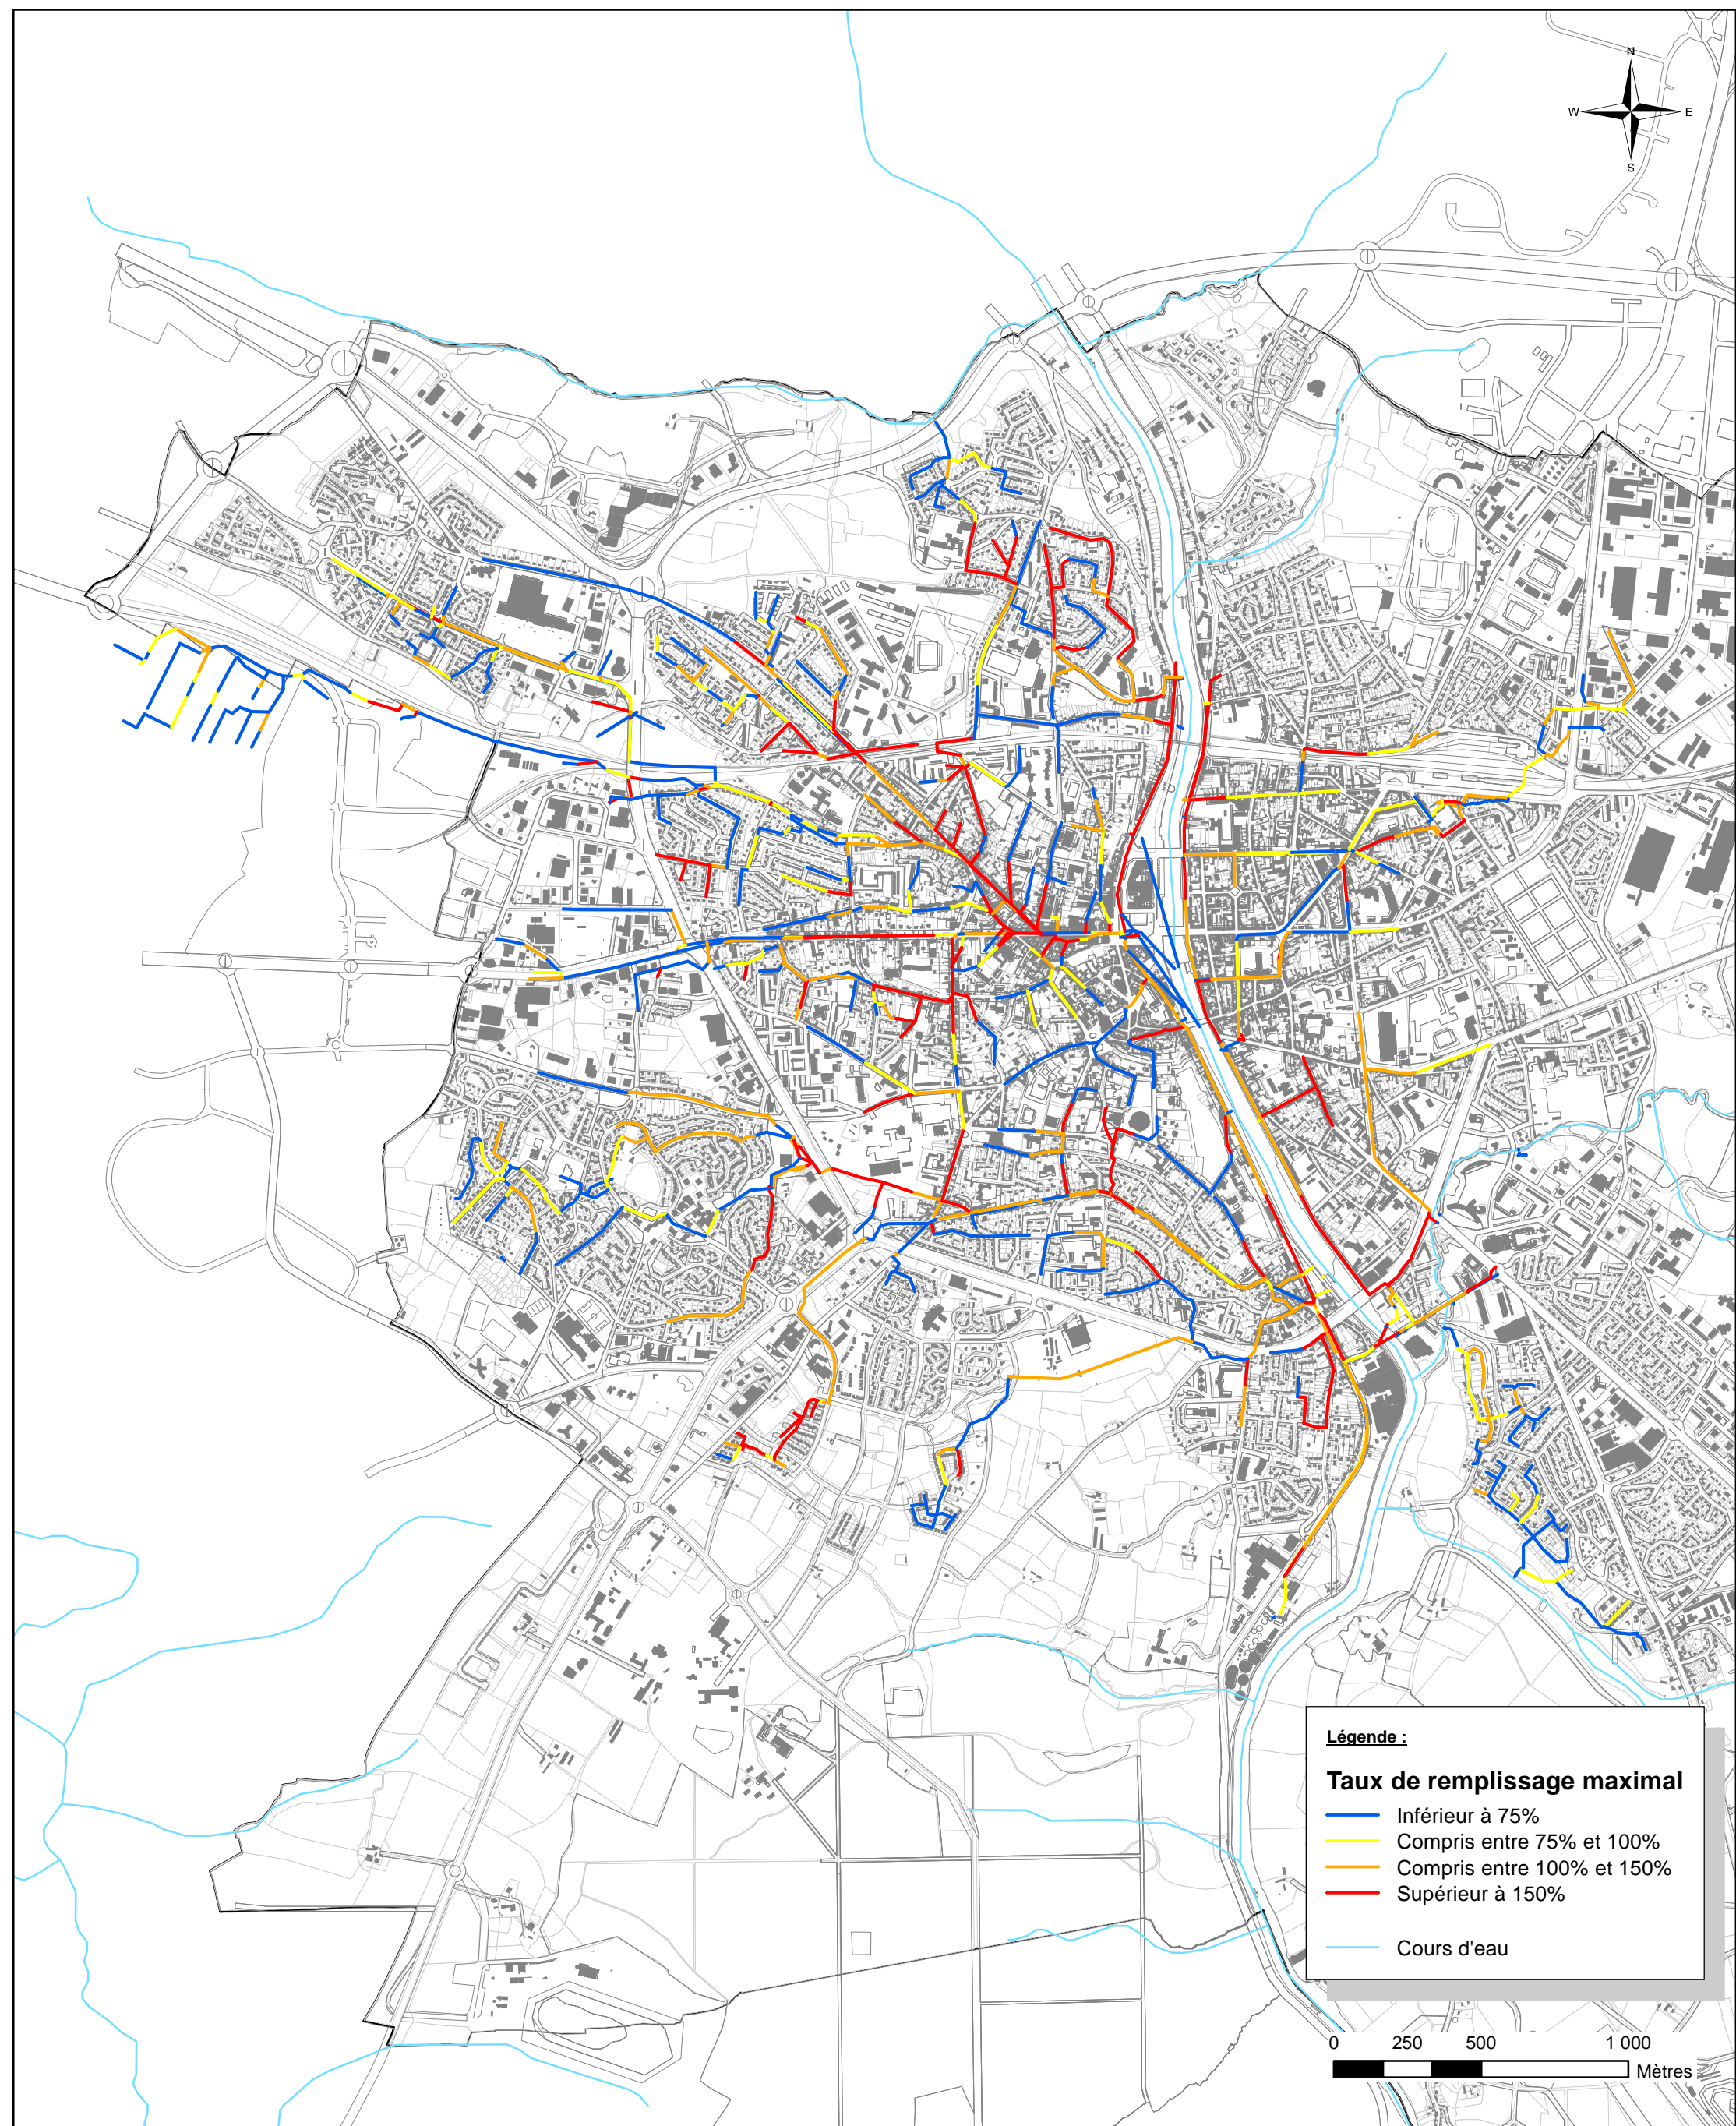 N
W E
S
Légende :
Taux de remplissage maximal
Inférieur à 75%
Compris entre 75% et 100%
Compris entre 100% et 150%
Supérieur à 150%
Cours d'eau
0 250 500 1 000
Mètres